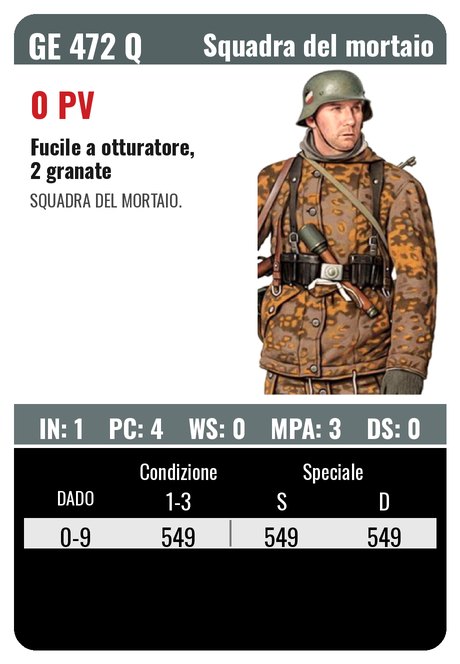 GE 472 Q Squadra del mortaio
0 PV
Fucile a otturatore,
2 granate
SQUADRA DEL MORTAIO.
IN: 1 PC: 4 WS: 0 MPA: 3 DS: 0
Condizione Speciale
DADO 1-3 S D
0-9 549 549 549